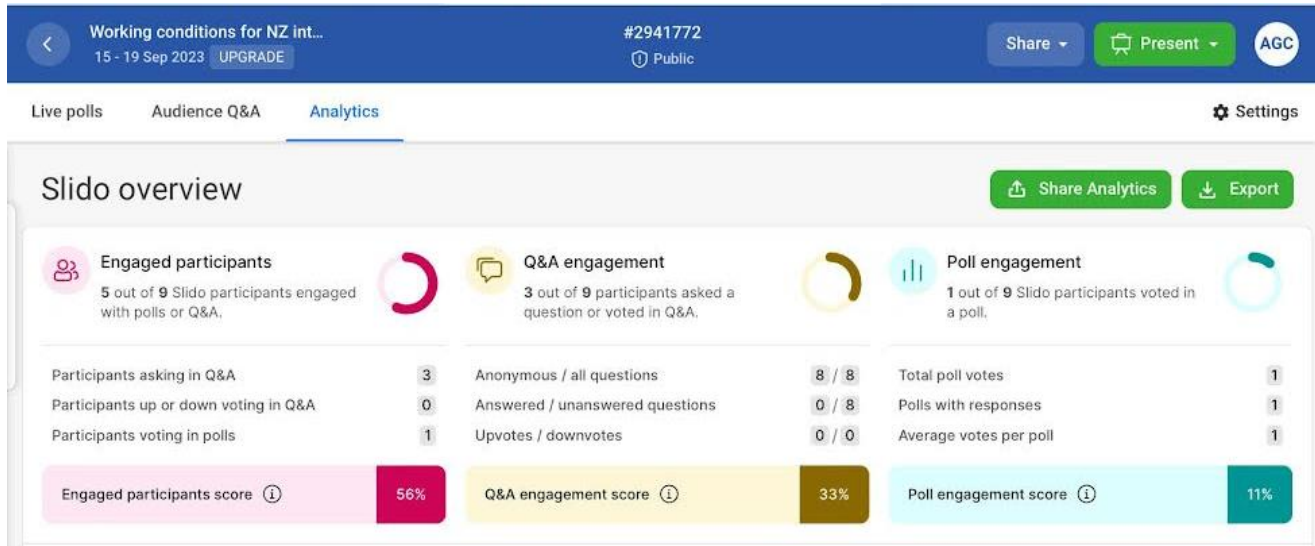 Working conditions for NZ int...
15 - 19 Sep 2023 UPGRADE
#2941772
Public
Share
Present
AGC
Live polls
Audience Q&A
Analytics
Settings
Slido overview
Share Analytics
Export
Engaged participants
5 out of 9 Slido participants engaged
with polls or Q&A.
Participants asking in Q&A 3
Participants up or down voting in Q&A 0
Participants voting in polls 1
Engaged participants score 56%
Q&A engagement
3 out of 9 participants asked a
question or voted in Q&A.
Anonymous / all questions 8 / 8
Answered / unanswered questions 0 / 8
Upvotes / downvotes 0 / 0
Q&A engagement score 33%
Poll engagement
1 out of 9 Slido participants voted in
a poll.
Total poll votes 1
Polls with responses 1
Average votes per poll 1
Poll engagement score 11%